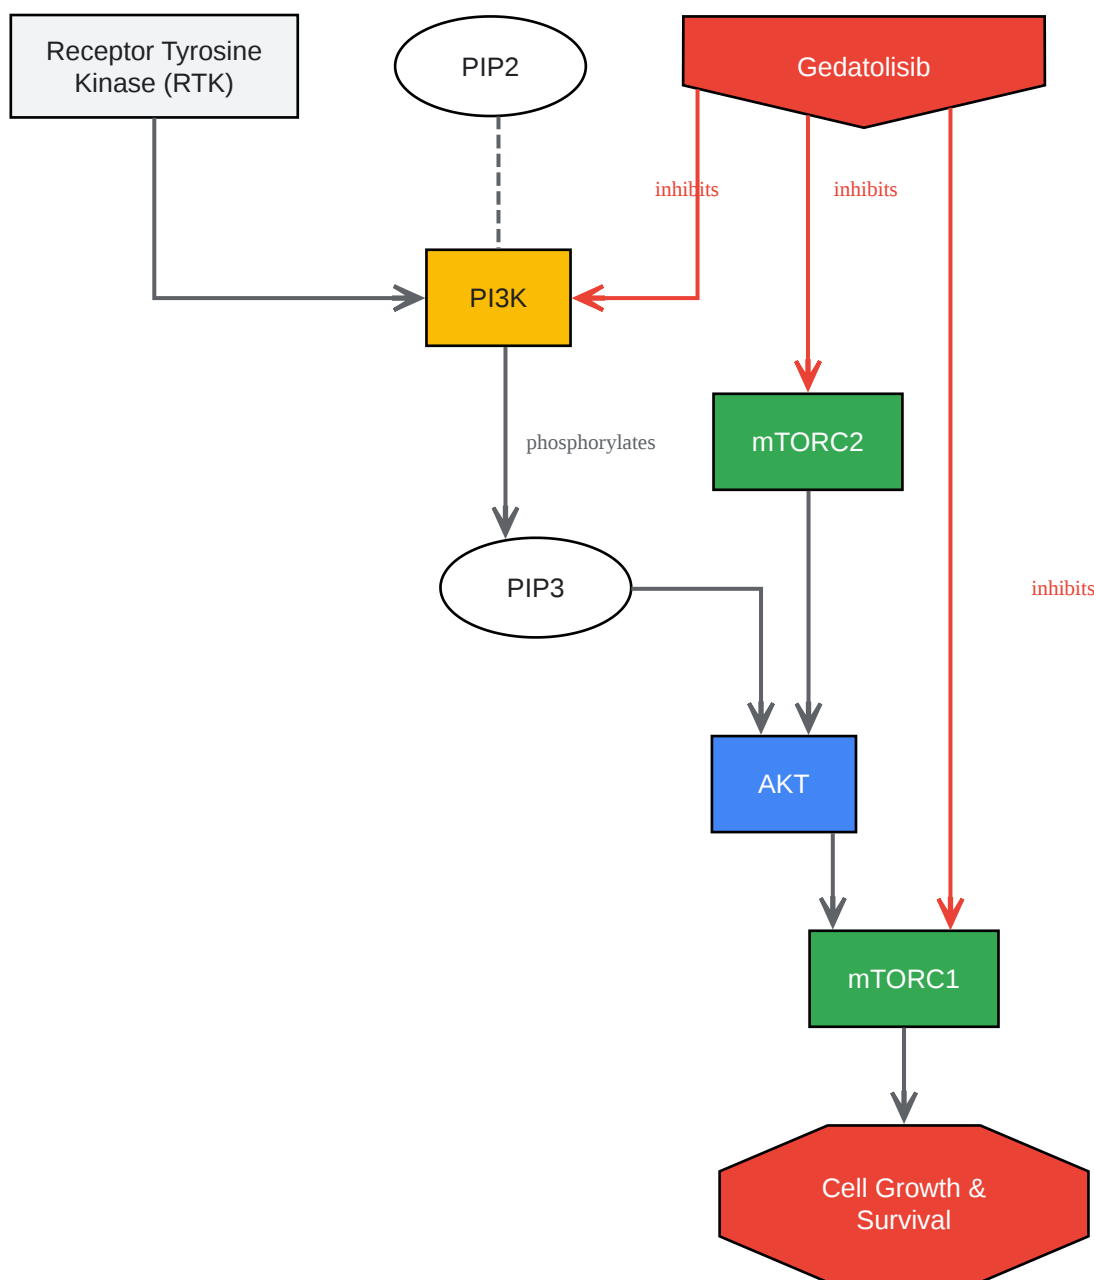 Receptor Tyrosine
Kinase (RTK)
PIP2
Gedatolisib
inhibits
inhibits
PI3K
mTORC2
phosphorylates
PIP3
inhibits
AKT
mTORC1
Cell Growth &
Survival